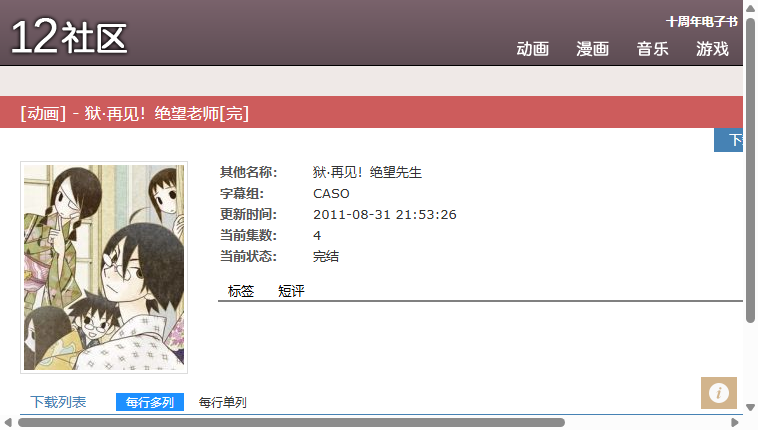 12社区
十周年电子书
动画 漫画 音乐 游戏
[动画] - 狱·再见！绝望老师[完]
其他名称： 狱·再见！绝望先生
字幕组： CASO
更新时间： 2011-08-31 21:53:26
当前集数： 4
当前状态： 完结
标签 短评
下载列表 每行多列 每行单列